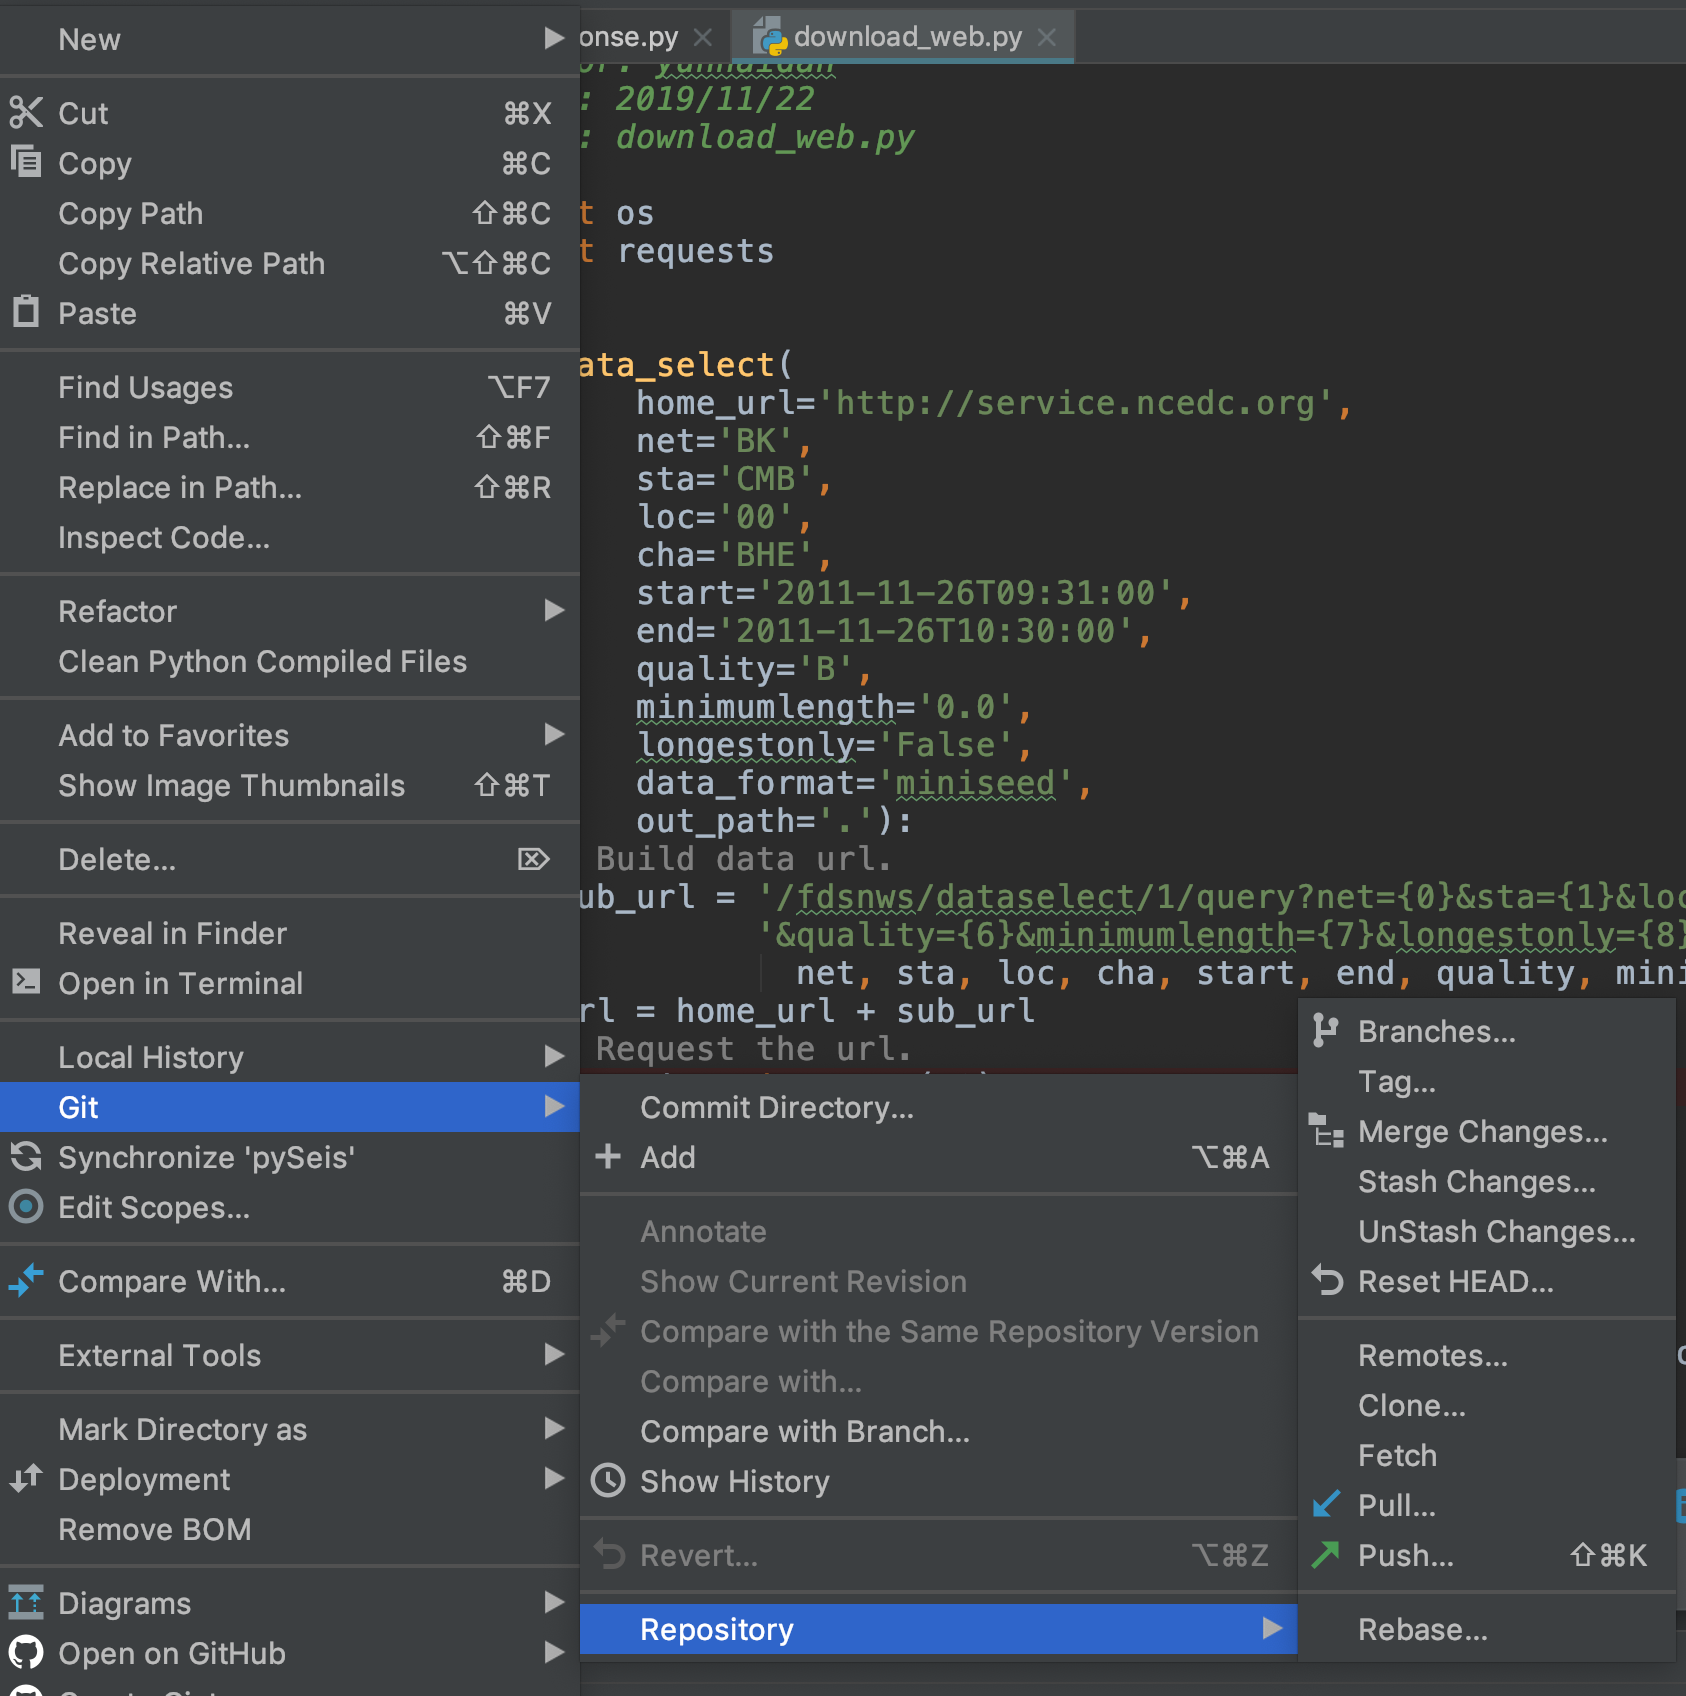 New
Cut ⌘X
Copy ⌘C
Copy Path ⇧⌘C
Copy Relative Path ⌥⇧⌘C
Paste ⌘V
Find Usages ⌥F7
Find in Path... ⇧⌘F
Replace in Path... ⇧⌘R
Inspect Code...
Refactor
Clean Python Compiled Files
Add to Favorites
Show Image Thumbnails ⇧⌘T
Delete... ⌦
Reveal in Finder
Open in Terminal
Local History
Git
Synchronize 'pySeis'
Edit Scopes...
Compare With... ⌘D
External Tools
Mark Directory as
Deployment
Remove BOM
Diagrams
Open on GitHub
onse.py
download_web.py
: 2019/11/22
: download_web.py
t os
t requests
ata_select(
home_url='http://service.ncedc.org',
net='BK',
sta='CMB',
loc='00',
cha='BHE',
start='2011-11-26T09:31:00',
end='2011-11-26T10:30:00',
quality='B',
minimumlength='0.0',
longestonly='False',
data_format='miniseed',
out_path='.'):
Build data url.
ub_url = '/fdsnws/dataselect/1/query?net={0}&sta={1}&loc
'&quality={6}&minimumlength={7}&longestonly={8}
net, sta, loc, cha, start, end, quality, mini
rl = home_url + sub_url
Request the url.
Commit Directory...
Add ⌥⌘A
Annotate
Show Current Revision
Compare with the Same Repository Version
Compare with...
Compare with Branch...
Show History
Revert... ⌥⌘Z
Repository
Branches...
Tag...
Merge Changes...
Stash Changes...
UnStash Changes...
Reset HEAD...
Remotes...
Clone...
Fetch
Pull...
Push... ⇧⌘K
Rebase...